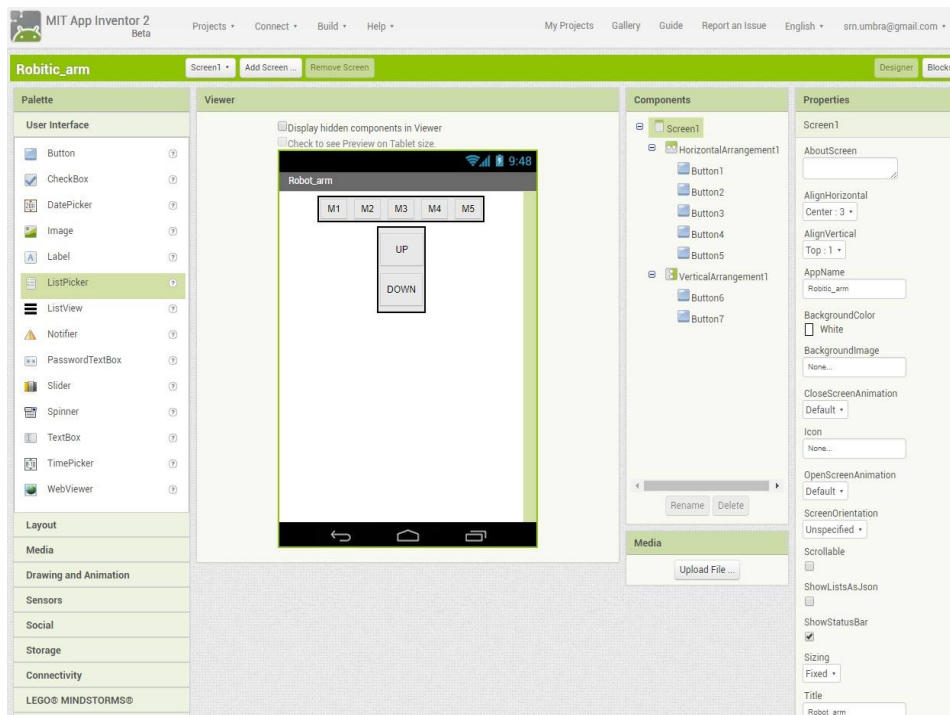 MIT App Inventor 2
Beta
Projects Connect Build Help My Projects Gallery Guide Report an Issue English srn.umbra@gmail.com
Robitic_arm Screen1 Add Screen ... Remove Screen Designer Block
Palette
User Interface
Button
CheckBox
DatePicker
Image
Label
ListPicker
ListView
Notifier
PasswordTextBox
Slider
Spinner
TextBox
TimePicker
WebViewer
Layout
Media
Drawing and Animation
Sensors
Social
Storage
Connectivity
LEGO® MINDSTORMS®
Viewer
Display hidden components in Viewer
Check to see Preview on Tablet size.
9:48
Robot_arm
M1 M2 M3 M4 M5
UP
DOWN
Components
Screen1
HorizontalArrangement1
Button1
Button2
Button3
Button4
Button5
VerticalArrangement1
Button6
Button7
Rename Delete
Media
Upload File ...
Properties
Screen1
AboutScreen
AlignHorizontal
Center : 3
AlignVertical
Top : 1
AppName
Robitic_arm
BackgroundColor
White
BackgroundImage
None...
CloseScreenAnimation
Default
Icon
None...
OpenScreenAnimation
Default
ScreenOrientation
Unspecified
Scrollable
ShowListsAsJson
ShowStatusBar
Sizing
Fixed
Title
Robot_arm